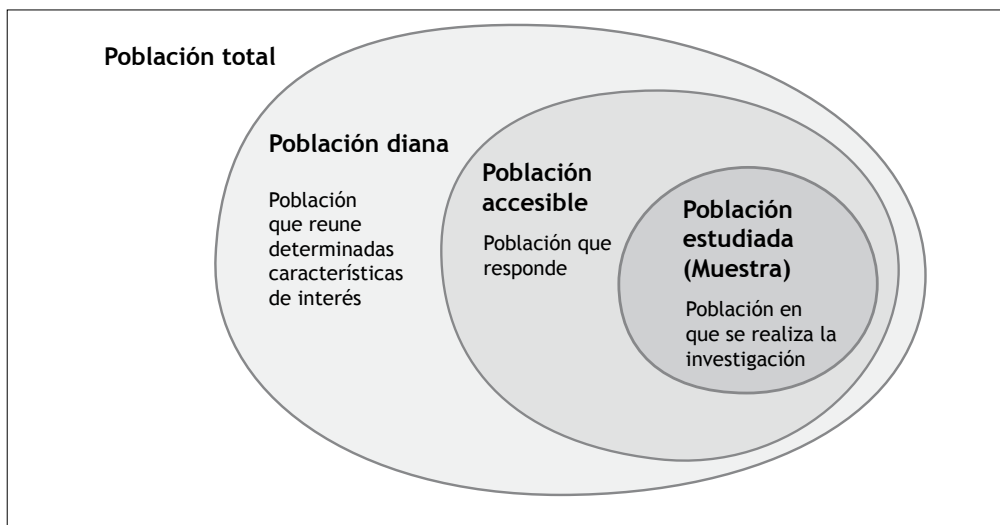 Población total
Población diana
Población
que reune
determinadas
características
de interés
Población
accesible
Población que
responde
Población
estudiada
(Muestra)
Población en
que se realiza la
investigación